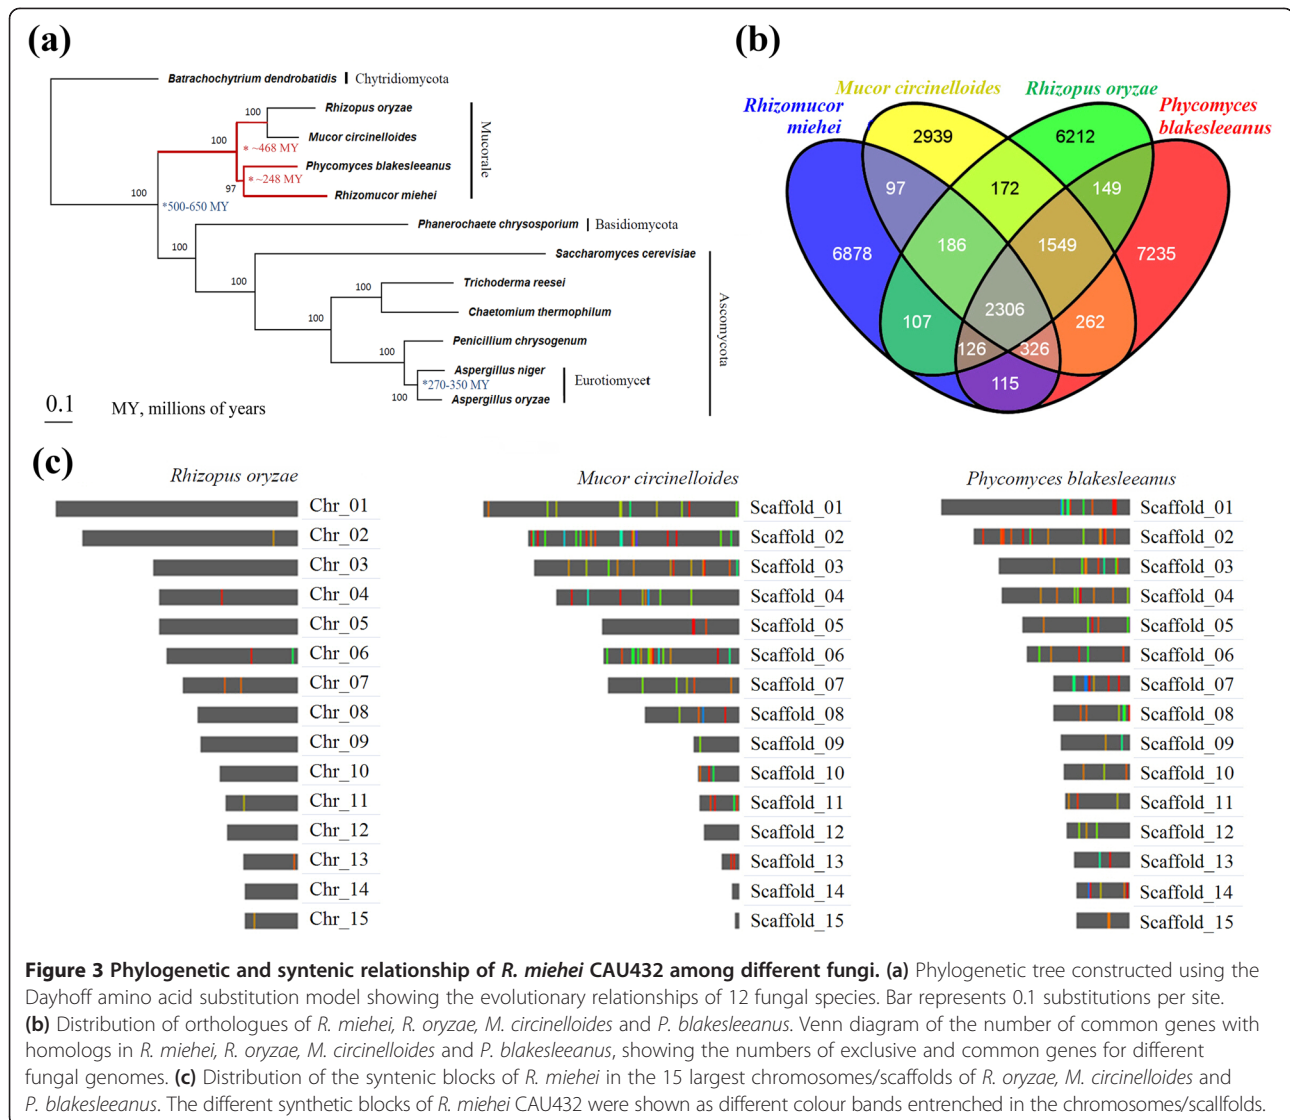 (a)
Batrachochytrium dendrobatidis Chytridiomycota
100 Rhizopus oryzae
100 Mucor circinelloides
* ~468 MY
Phycomyces blakesleeanus
* ~248 MY
97 Rhizomucor miehei
Mucorale
100
*500-650 MY
Phanerochaete chrysosporium Basidiomycota
100
Saccharomyces cerevisiae
100
Trichoderma reesei
100
Chaetomium thermophilum
100
Penicillium chrysogenum
100
Aspergillus niger
*270-350 MY Eurotiomycet
100 Aspergillus oryzae
Ascomycota
0.1 MY, millions of years
(b)
Mucor circinelloides Rhizopus oryzae
Rhizomucor miehei
Phycomyces blakesleeanus
2939 6212
97 172 149
6878 186 1549 7235
2306
107 262
126 326
115
(c)
Rhizopus oryzae
Chr_01
Chr_02
Chr_03
Chr_04
Chr_05
Chr_06
Chr_07
Chr_08
Chr_09
Chr_10
Chr_11
Chr_12
Chr_13
Chr_14
Chr_15
Mucor circinelloides
Scaffold_01
Scaffold_02
Scaffold_03
Scaffold_04
Scaffold_05
Scaffold_06
Scaffold_07
Scaffold_08
Scaffold_09
Scaffold_10
Scaffold_11
Scaffold_12
Scaffold_13
Scaffold_14
Scaffold_15
Phycomyces blakesleeanus
Scaffold_01
Scaffold_02
Scaffold_03
Scaffold_04
Scaffold_05
Scaffold_06
Scaffold_07
Scaffold_08
Scaffold_09
Scaffold_10
Scaffold_11
Scaffold_12
Scaffold_13
Scaffold_14
Scaffold_15
Figure 3 Phylogenetic and syntenic relationship of R. miehei CAU432 among different fungi. (a) Phylogenetic tree constructed using the
Dayhoff amino acid substitution model showing the evolutionary relationships of 12 fungal species. Bar represents 0.1 substitutions per site.
(b) Distribution of orthologues of R. miehei, R. oryzae, M. circinelloides and P. blakesleeanus. Venn diagram of the number of common genes with
homologs in R. miehei, R. oryzae, M. circinelloides and P. blakesleeanus, showing the numbers of exclusive and common genes for different
fungal genomes. (c) Distribution of the syntenic blocks of R. miehei in the 15 largest chromosomes/scaffolds of R. oryzae, M. circinelloides and
P. blakesleeanus. The different synthetic blocks of R. miehei CAU432 were shown as different colour bands entrenched in the chromosomes/scallfolds.